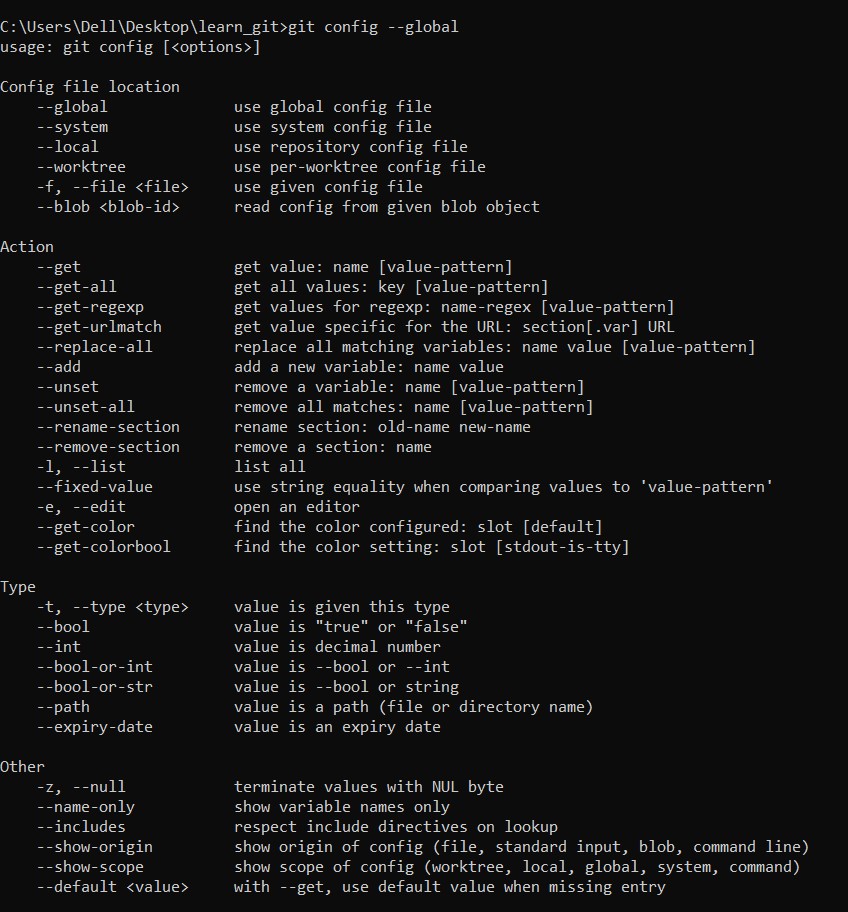 C:\Users\Dell\Desktop\learn_git>git config --global
usage: git config [<options>]
Config file location
--global use global config file
--system use system config file
--local use repository config file
--worktree use per-worktree config file
-f, --file <file> use given config file
--blob <blob-id> read config from given blob object
Action
--get get value: name [value-pattern]
--get-all get all values: key [value-pattern]
--get-regexp get values for regexp: name-regex [value-pattern]
--get-urlmatch get value specific for the URL: section[.var] URL
--replace-all replace all matching variables: name value [value-pattern]
--add add a new variable: name value
--unset remove a variable: name [value-pattern]
--unset-all remove all matches: name [value-pattern]
--rename-section rename section: old-name new-name
--remove-section remove a section: name
-l, --list list all
--fixed-value use string equality when comparing values to 'value-pattern'
-e, --edit open an editor
--get-color find the color configured: slot [default]
--get-colorbool find the color setting: slot [stdout-is-tty]
Type
-t, --type <type> value is given this type
--bool value is "true" or "false"
--int value is decimal number
--bool-or-int value is --bool or --int
--bool-or-str value is --bool or string
--path value is a path (file or directory name)
--expiry-date value is an expiry date
Other
-z, --null terminate values with NUL byte
--name-only show variable names only
--includes respect include directives on lookup
--show-origin show origin of config (file, standard input, blob, command line)
--show-scope show scope of config (worktree, local, global, system, command)
--default <value> with --get, use default value when missing entry